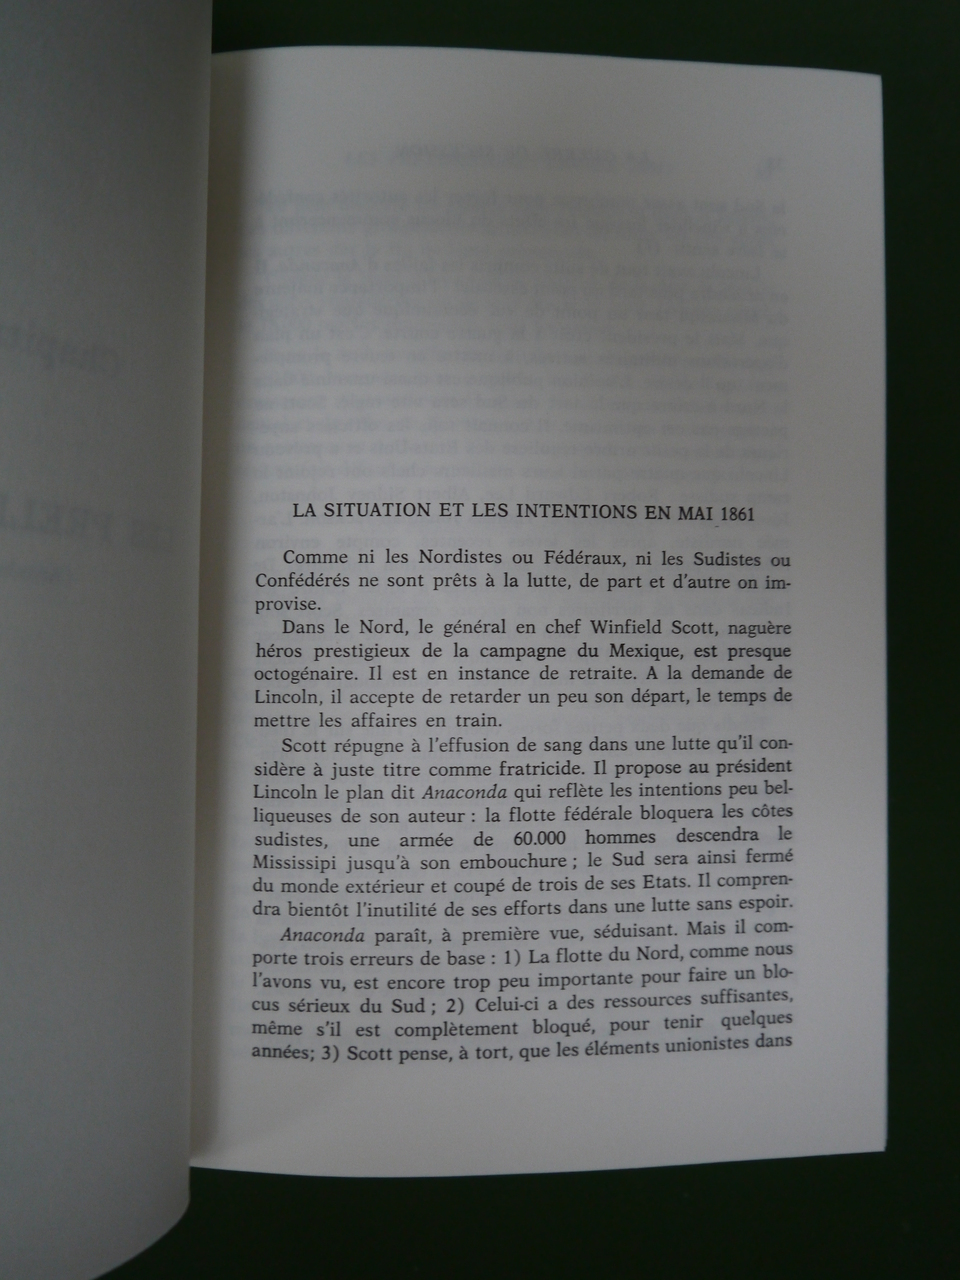 LA SITUATION ET LES INTENTIONS EN MAI 1861
Comme ni les Nordistes ou Fédéraux, ni les Sudistes ou
Confédérés ne sont prêts à la lutte, de part et d'autre on im-
provise.
Dans le Nord, le général en chef Winfield Scott, naguère
héros prestigieux de la campagne du Mexique, est presque
octogénaire. Il est en instance de retraite. A la demande de
Lincoln, il accepte de retarder un peu son départ, le temps de
mettre les affaires en train.
Scott répugne à l'effusion de sang dans une lutte qu'il con-
sidère à juste titre comme fratricide. Il propose au président
Lincoln le plan dit Anaconda qui reflète les intentions peu bel-
liqueuses de son auteur : la flotte fédérale bloquera les côtes
sudistes, une armée de 60.000 hommes descendra le
Mississipi jusqu'à son embouchure ; le Sud sera ainsi fermé
du monde extérieur et coupé de trois de ses Etats. Il compren-
dra bientôt l'inutilité de ses efforts dans une lutte sans espoir.
Anaconda paraît, à première vue, séduisant. Mais il com-
porte trois erreurs de base : 1) La flotte du Nord, comme nous
l'avons vu, est encore trop peu importante pour faire un blo-
cus sérieux du Sud ; 2) Celui-ci a des ressources suffisantes,
même s'il est complètement bloqué, pour tenir quelques
années; 3) Scott pense, à tort, que les éléments unionistes dans